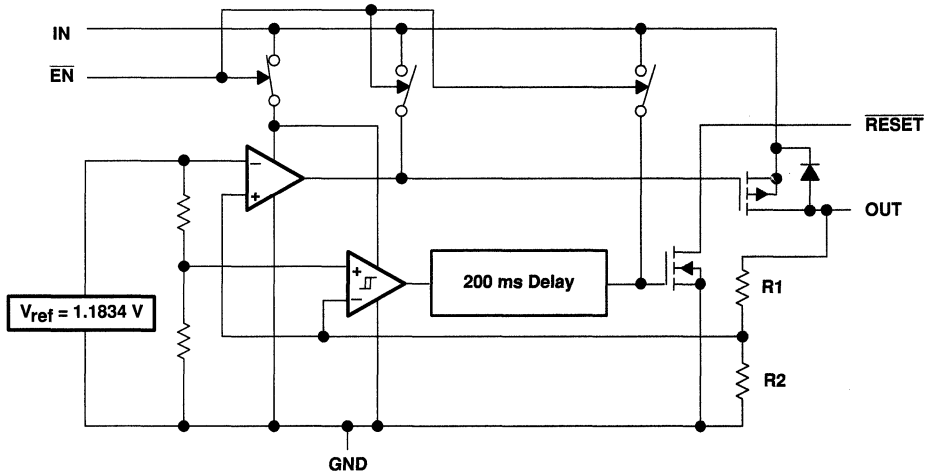 IN
EN
RESET
−
+
OUT
+
−
200 ms Delay
R1
Vref = 1.1834 V
R2
GND